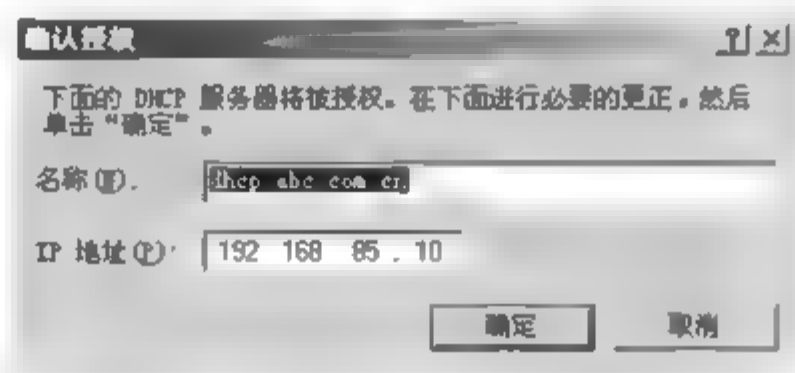 确认授权
下面的 DHCP 服务器将被授权。在下面进行必要的更正，然后
单击“确定”。
名称(N):
dhcp abc com cn
IP 地址(P):
192 168 85 . 10
确定 取消